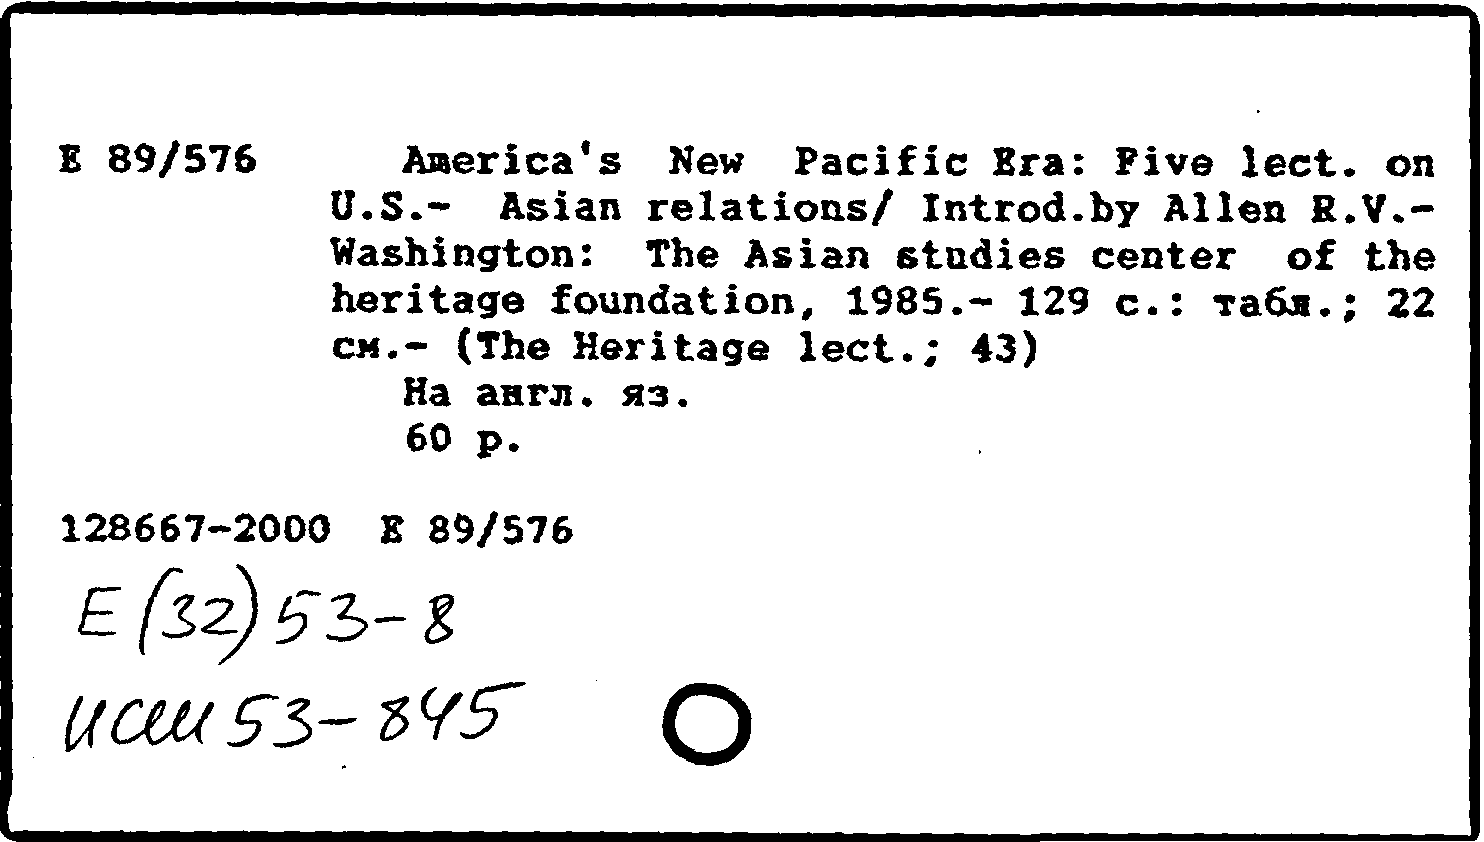 E 89/576 America's New Pacific Era: Five lect. on
U.S.- Asian relations/ Introd.by Allen R.V.-
Washington: The Asian studies center of the
heritage foundation, 1985.- 129 с.: табл.; 22
см.- (The Heritage lect.; 43)
На англ. яз.
60 р.
128667-2000 E 89/576
E (32) 53-8
53-845